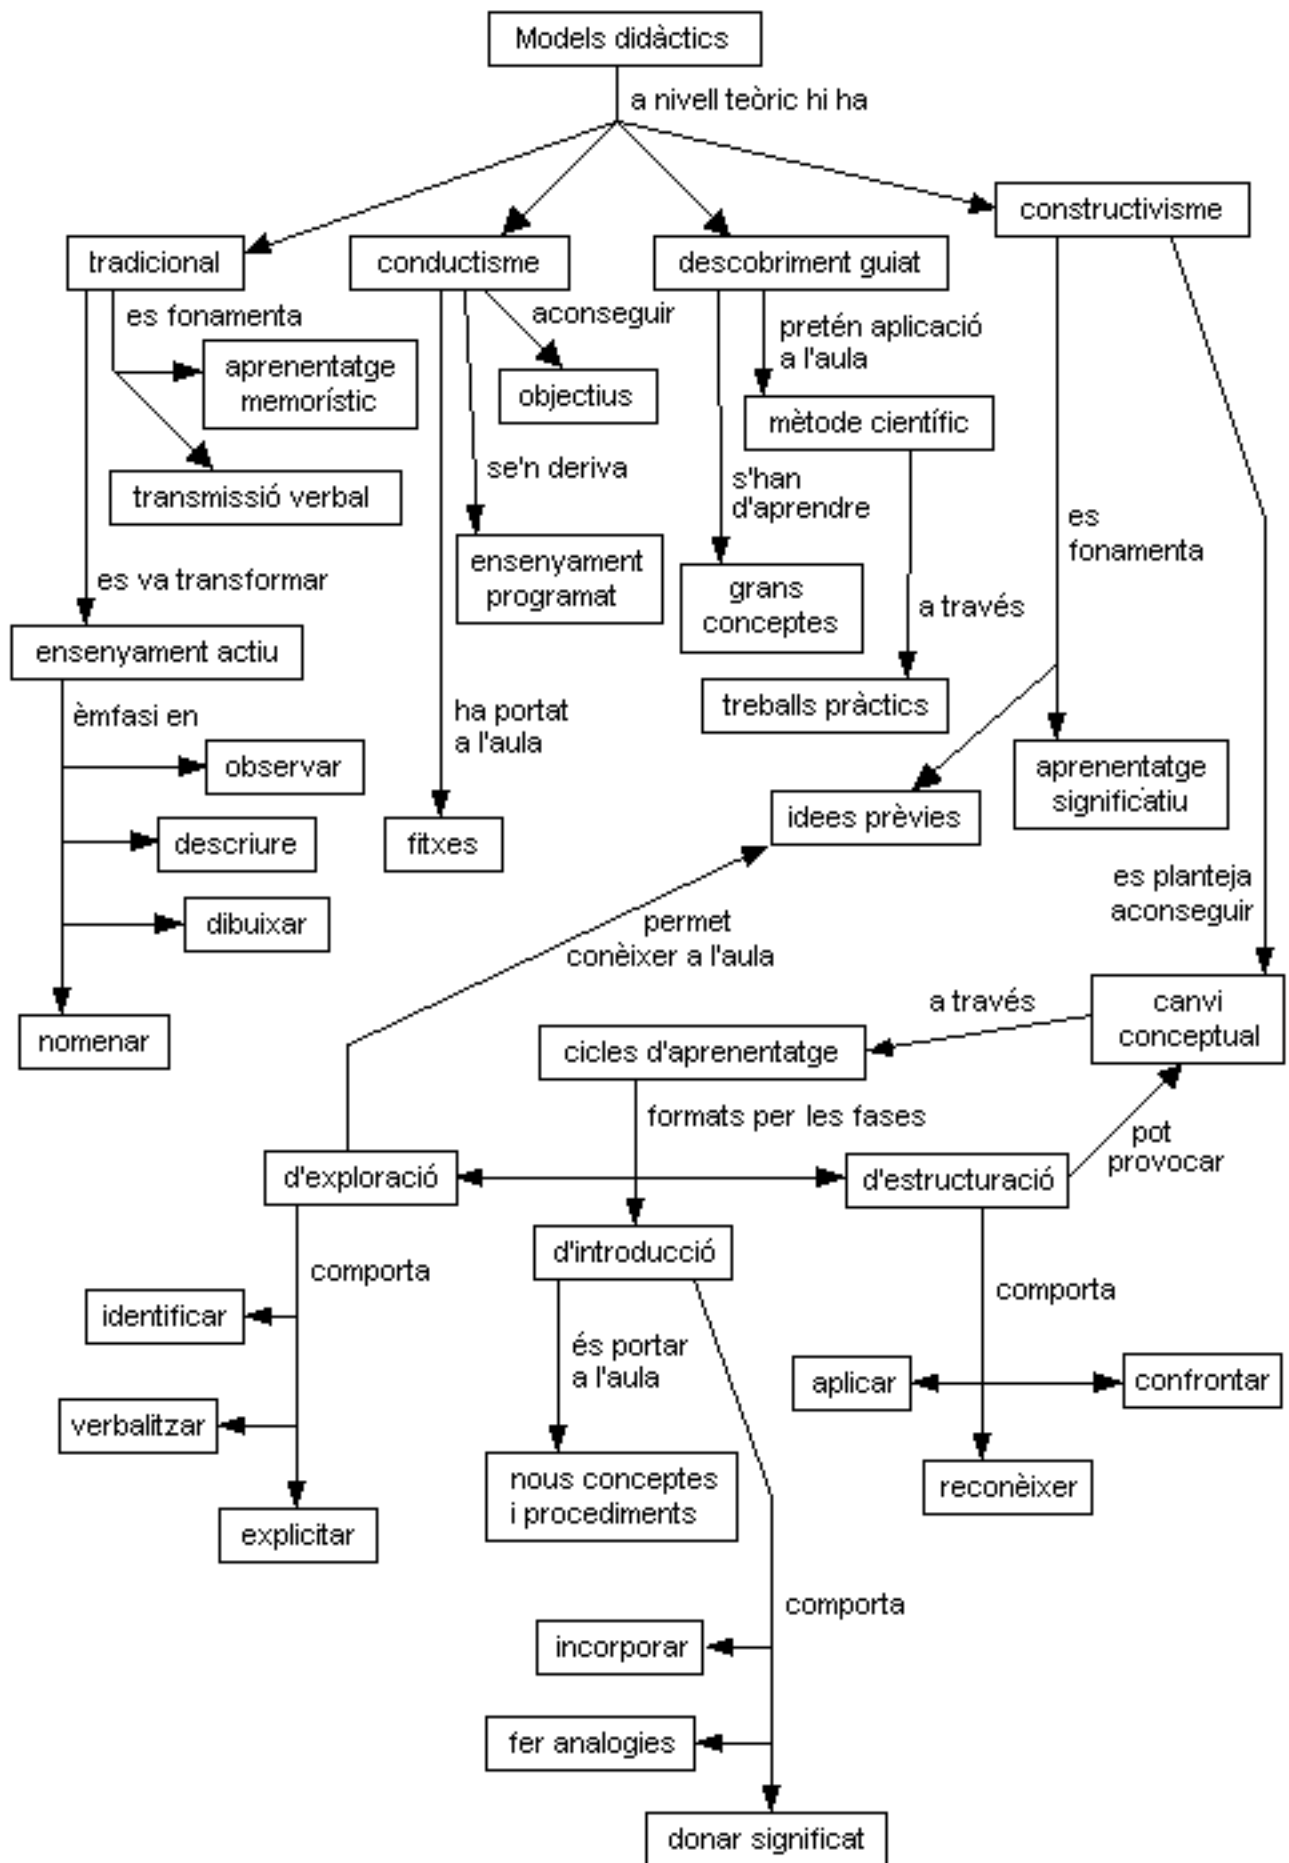 Models didàctics
a nivell teòric hi ha
constructivisme
tradicional
conductisme
descobriment guiat
es fonamenta
aprenentatge
memorístic
transmissió verbal
aconseguir
objectius
pretén aplicació
a l'aula
mètode científic
se'n deriva
ensenyament
programat
s'han
d'aprendre
grans
conceptes
a través
treballs pràctics
es
fonamenta
es va transformar
ensenyament actiu
èmfasi en
observar
descriure
dibuixar
nomenar
ha portat
a l'aula
fitxes
idees prèvies
aprenentatge
significatiu
es planteja
aconseguir
permet
conèixer a l'aula
canvi
conceptual
a través
cicles d'aprenentatge
formats per les fases
pot
provocar
d'exploració
d'estructuració
d'introducció
comporta
identificar
verbalitzar
explicitar
és portar
a l'aula
nous conceptes
i procediments
comporta
aplicar
confrontar
reconèixer
comporta
incorporar
fer analogies
donar significat